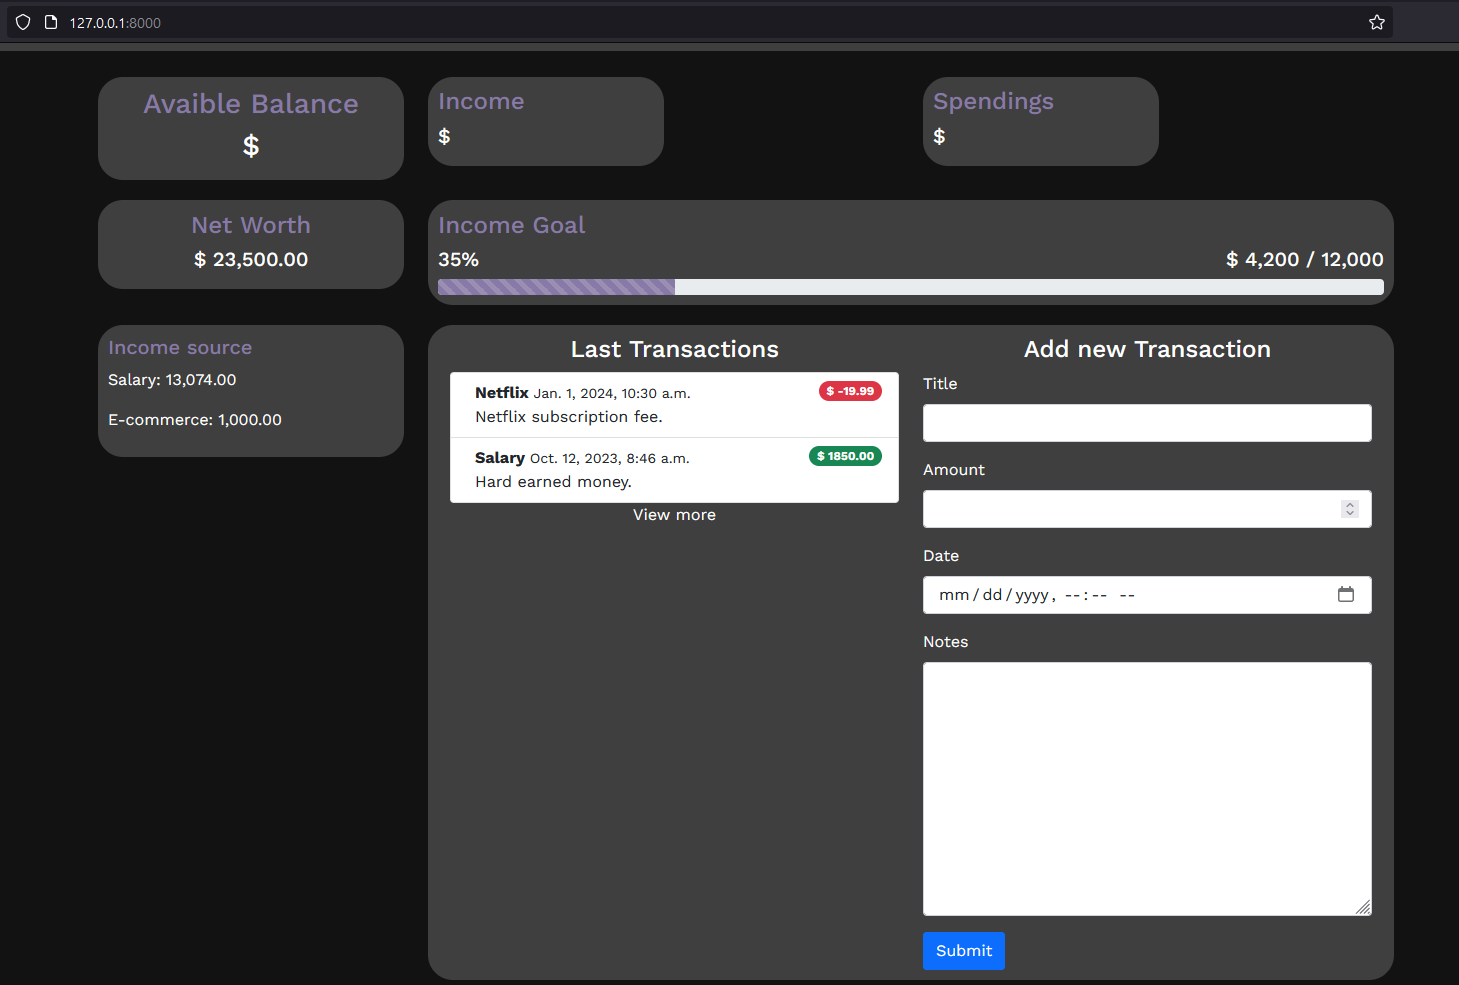 127.0.0.1:8000
Avaible Balance
$
Income
$
Spendings
$
Net Worth
$ 23,500.00
Income Goal
35%
$ 4,200 / 12,000
Income source
Salary: 13,074.00
E-commerce: 1,000.00
Last Transactions
Netflix Jan. 1, 2024, 10:30 a.m.
$ -19.99
Netflix subscription fee.
Salary Oct. 12, 2023, 8:46 a.m.
$ 1850.00
Hard earned money.
View more
Add new Transaction
Title
Amount
Date
mm/dd/yyyy, --:-- --
Notes
Submit